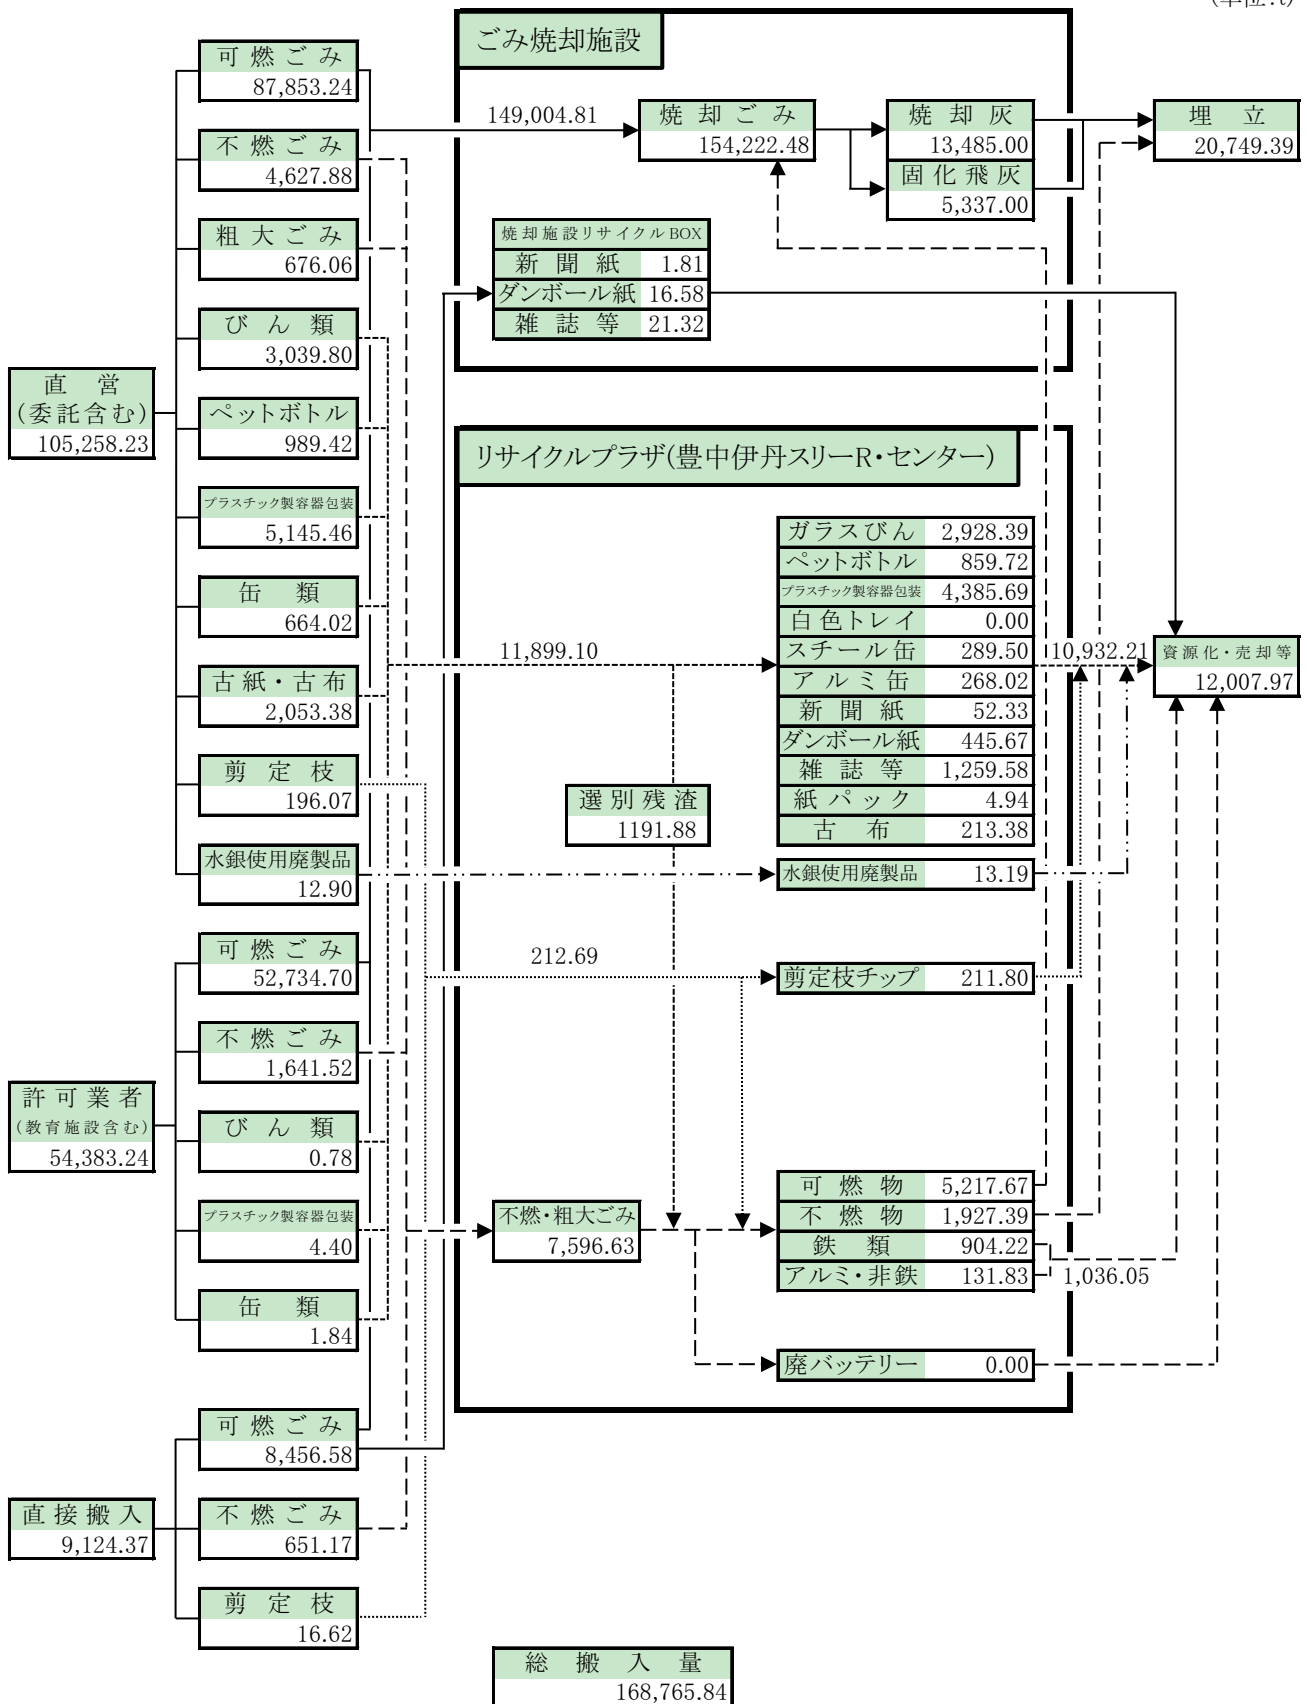 (単位:t)
ごみ焼却施設
可燃ごみ
87,853.24
149,004.81
焼却ごみ
154,222.48
焼却灰
13,485.00
固化飛灰
5,337.00
埋立
20,749.39
不燃ごみ
4,627.88
粗大ごみ
676.06
焼却施設リサイクルBOX
新聞紙 1.81
ダンボール紙 16.58
雑誌等 21.32
びん類
3,039.80
直営
(委託含む)
105,258.23
ペットボトル
989.42
リサイクルプラザ(豊中伊丹スリーR・センター)
プラスチック製容器包装
5,145.46
缶類
664.02
古紙・古布
2,053.38
剪定枝
196.07
水銀使用廃製品
12.90
11,899.10
選別残渣
1191.88
ガラスびん 2,928.39
ペットボトル 859.72
プラスチック製容器包装 4,385.69
白色トレイ 0.00
スチール缶 289.50
アルミ缶 268.02
新聞紙 52.33
ダンボール紙 445.67
雑誌等 1,259.58
紙パック 4.94
古布 213.38
水銀使用廃製品 13.19
10,932.21
資源化・売却等
12,007.97
可燃ごみ
52,734.70
212.69
剪定枝チップ 211.80
不燃ごみ
1,641.52
許可業者
(教育施設含む)
54,383.24
びん類
0.78
プラスチック製容器包装
4.40
缶類
1.84
不燃・粗大ごみ
7,596.63
可燃物 5,217.67
不燃物 1,927.39
鉄類 904.22
アルミ・非鉄 131.83
1,036.05
廃バッテリー 0.00
可燃ごみ
8,456.58
直接搬入
9,124.37
不燃ごみ
651.17
剪定枝
16.62
総搬入量
168,765.84